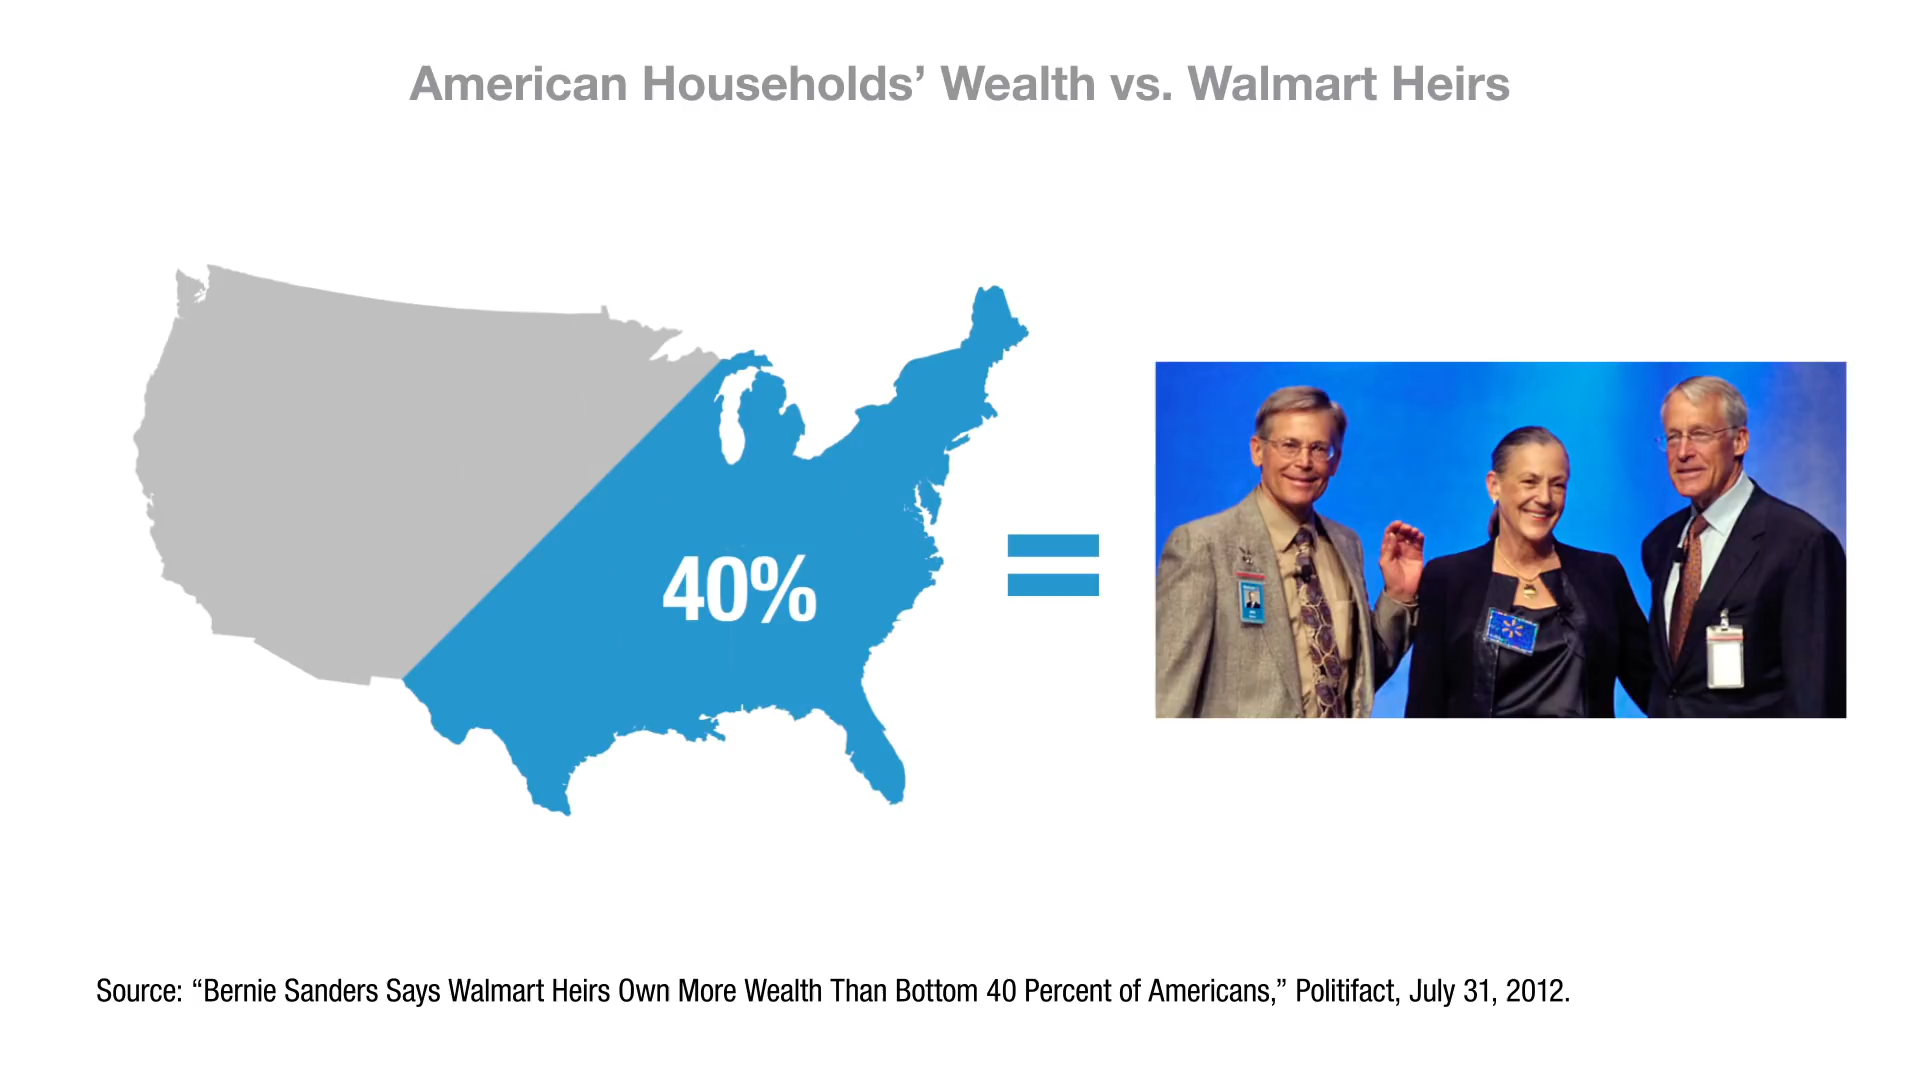 American Households’ Wealth vs. Walmart Heirs
40%
Source: “Bernie Sanders Says Walmart Heirs Own More Wealth Than Bottom 40 Percent of Americans,” Politifact, July 31, 2012.